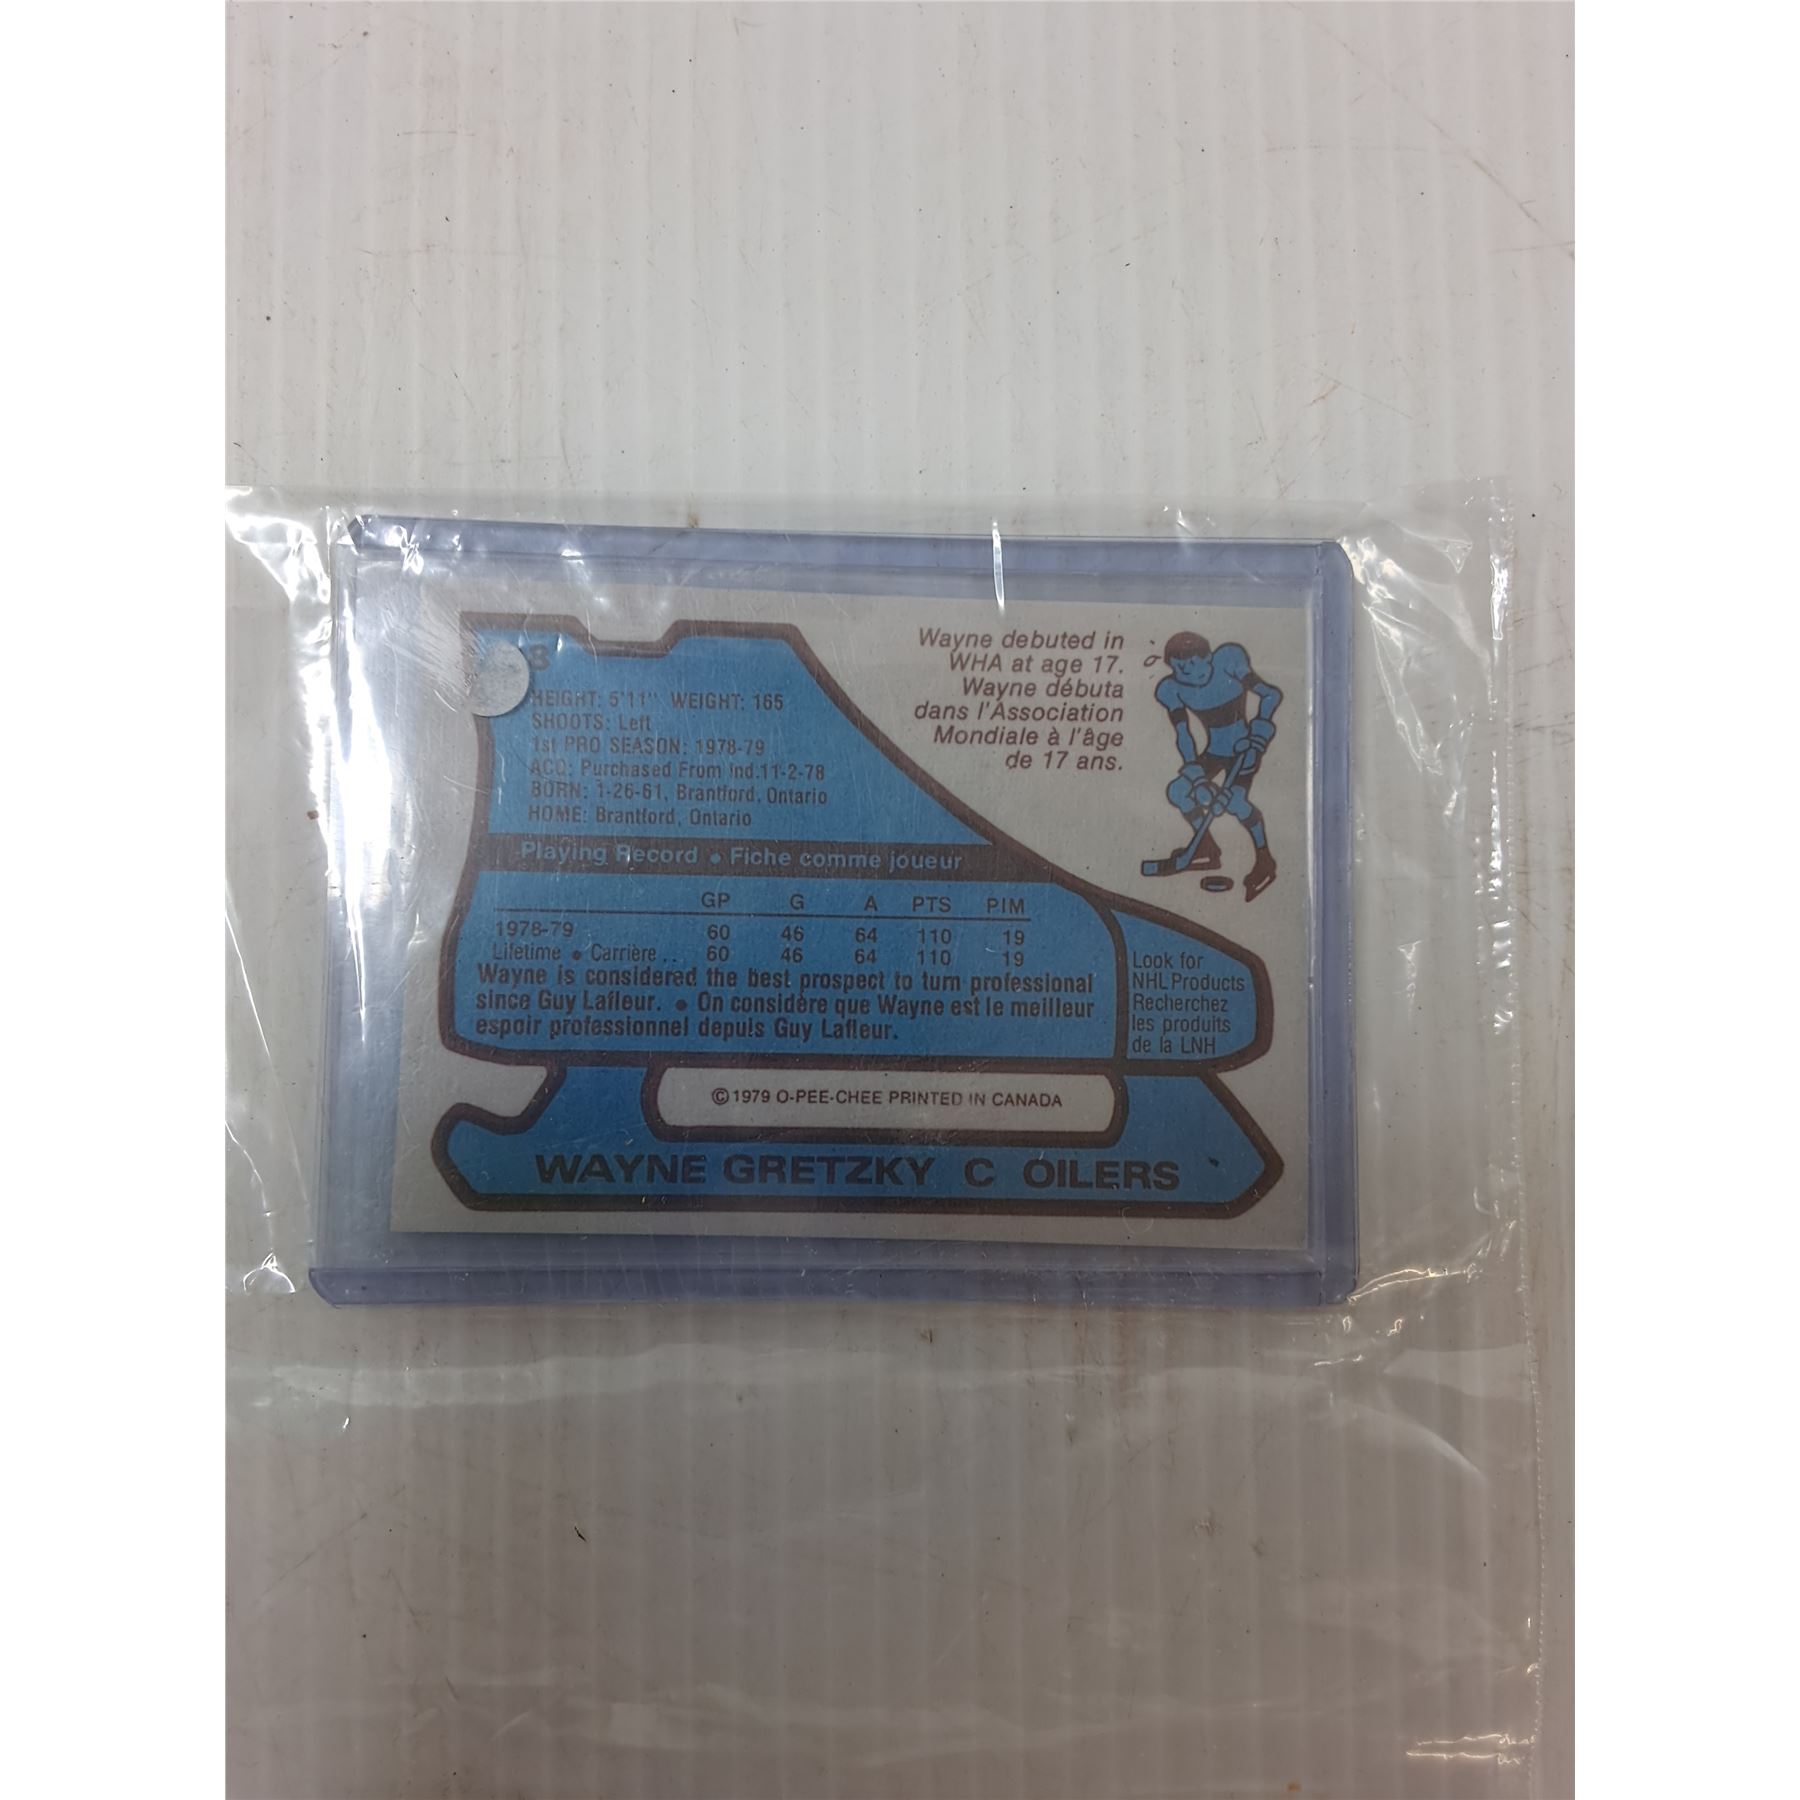 8
HEIGHT: 5'11" WEIGHT: 165
SHOOTS: Left
1st PRO SEASON: 1978-79
ACQ: Purchased From Ind.11-2-78
BORN: 1-26-61, Brantford, Ontario
HOME: Brantford, Ontario
Wayne debuted in
WHA at age 17.
Wayne débuta
dans l'Association
Mondiale à l'âge
de 17 ans.
Playing Record • Fiche comme joueur
GP G A PTS PIM
1978-79 60 46 64 110 19
Lifetime • Carrière .. 60 46 64 110 19
Wayne is considered the best prospect to turn professional
since Guy Lafleur. • On considère que Wayne est le meilleur
espoir professionnel depuis Guy Lafleur.
Look for
NHL Products
Recherchez
les produits
de la LNH
©1979 O-PEE-CHEE PRINTED IN CANADA
WAYNE GRETZKY C OILERS